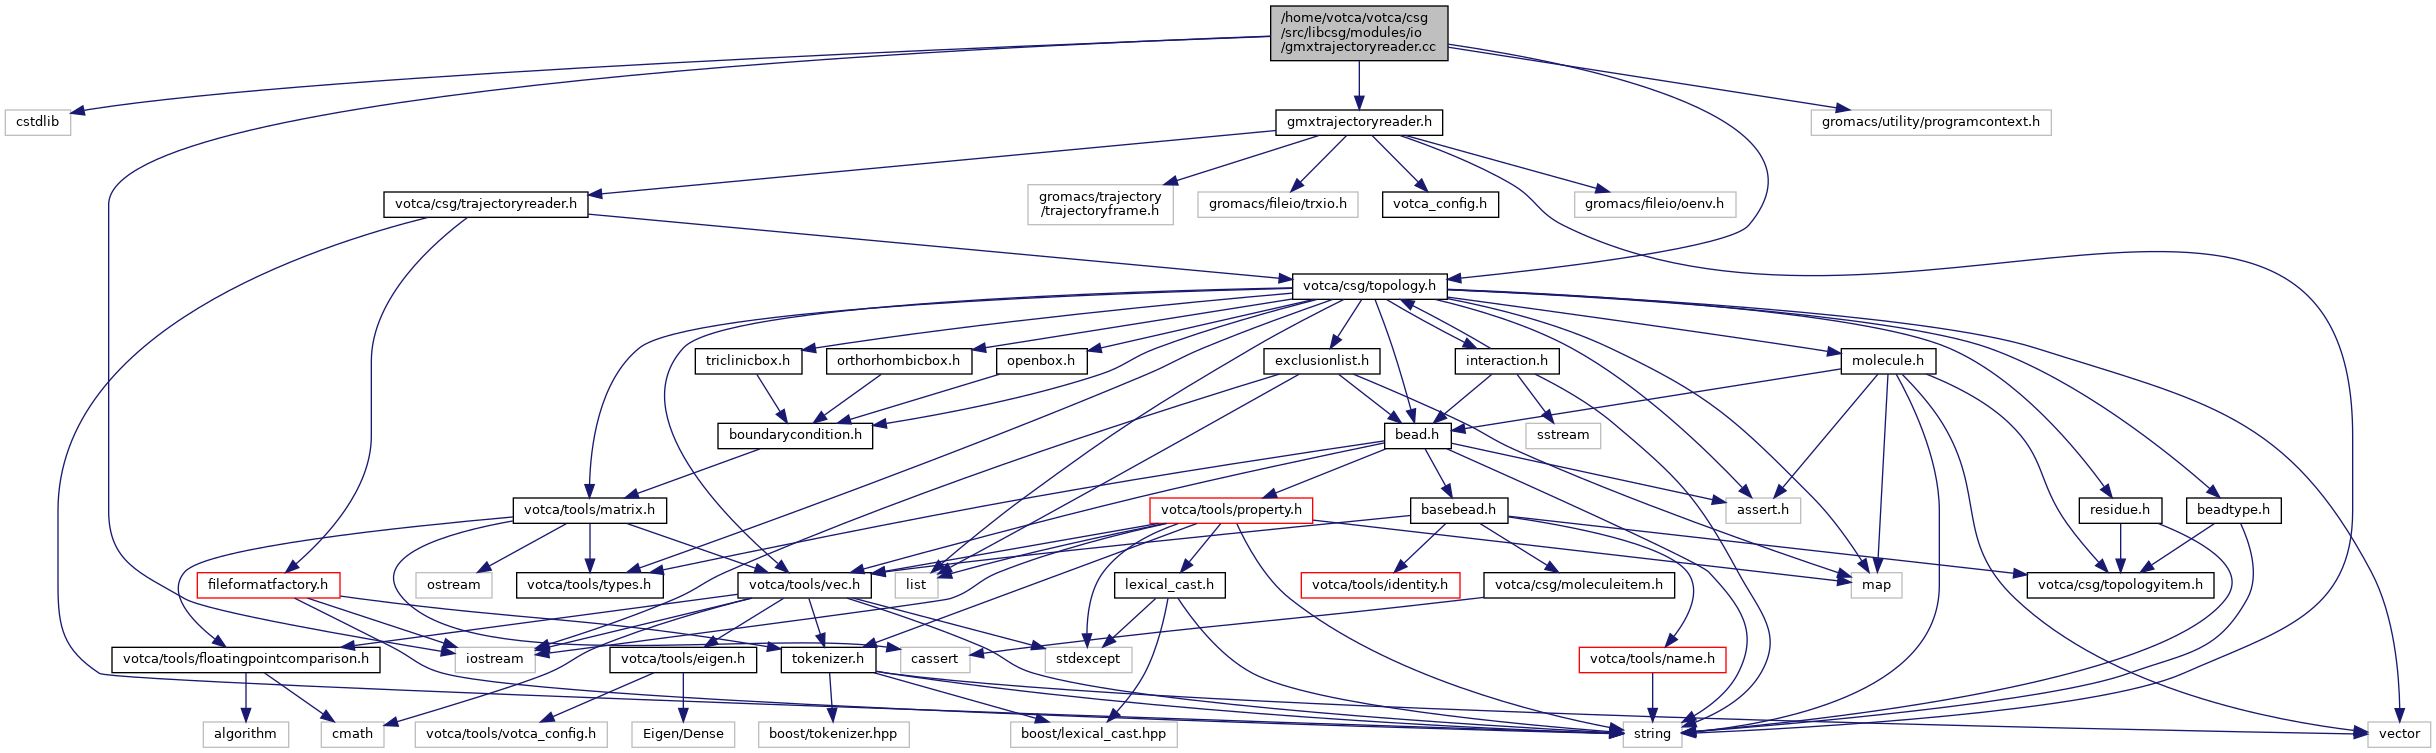 /home/votca/votca/csg
/src/libcsg/modules/io
/gmxtrajectoryreader.cc
cstdlib
gmxtrajectoryreader.h
gromacs/utility/programcontext.h
votca/csg/trajectoryreader.h
gromacs/trajectory
/trajectoryframe.h
gromacs/fileio/trxio.h
votca_config.h
gromacs/fileio/oenv.h
votca/csg/topology.h
triclinicbox.h
orthorhombicbox.h
openbox.h
exclusionlist.h
interaction.h
molecule.h
boundarycondition.h
bead.h
sstream
votca/tools/matrix.h
votca/tools/property.h
basebead.h
assert.h
residue.h
beadtype.h
fileformatfactory.h
ostream
votca/tools/types.h
votca/tools/vec.h
list
lexical_cast.h
votca/tools/identity.h
votca/csg/moleculeitem.h
map
votca/csg/topologyitem.h
votca/tools/floatingpointcomparison.h
iostream
votca/tools/eigen.h
tokenizer.h
cassert
stdexcept
votca/tools/name.h
algorithm
cmath
votca/tools/votca_config.h
Eigen/Dense
boost/tokenizer.hpp
boost/lexical_cast.hpp
string
vector